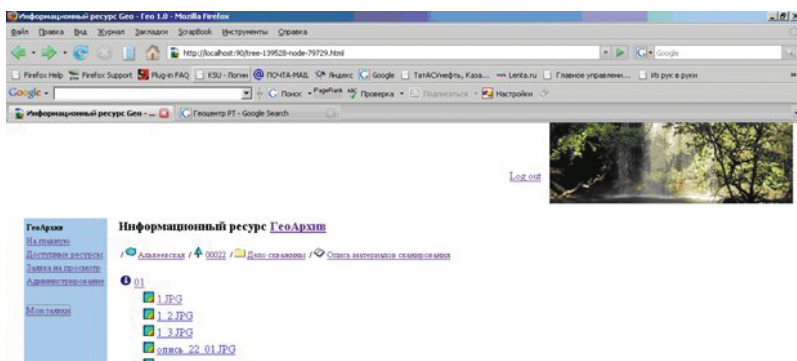 Информационный ресурс Geo - Гео 1.0 - Mozilla Firefox
Файл Правка Вид Журнал Закладки ScrapBook Инструменты Справка
http://localhost:90/tree-139528-node-79729.html
Google
Firefox Help Firefox Support Plug-in FAQ KSU - Логин ПОЧТА-MAIL Яндекс Google ТатАСУнефть, Каза... Lenta.ru Главное управлени... Из рук в руки
Google Поиск PageRank Проверка Подписаться Настройки
Информационный ресурс Geo - ... Геоцентр РТ - Google Search
Log out
ГеоАрхив
Информационный ресурс ГеоАрхив
На главную
Доступные ресурсы
/ Алькеевская / 00022 / Дело скважины / Опись материалов сканирования
Заявка на просмотр
Администрирование
01
1.JPG
Мои заявки
1_2.JPG
1_3.JPG
опись_22_01.JPG